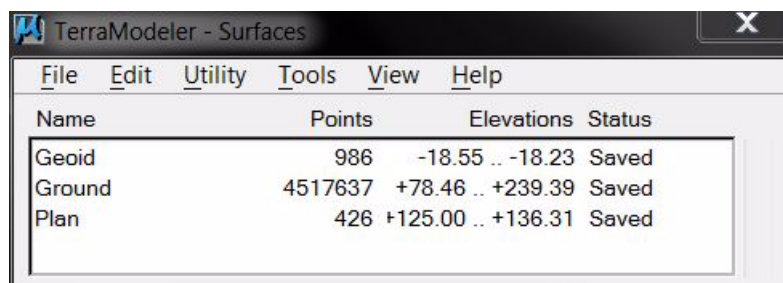 TerraModeler - Surfaces X
File Edit Utility Tools View Help
Name Points Elevations Status
Geoid 986 -18.55 .. -18.23 Saved
Ground 4517637 +78.46 .. +239.39 Saved
Plan 426 +125.00 .. +136.31 Saved